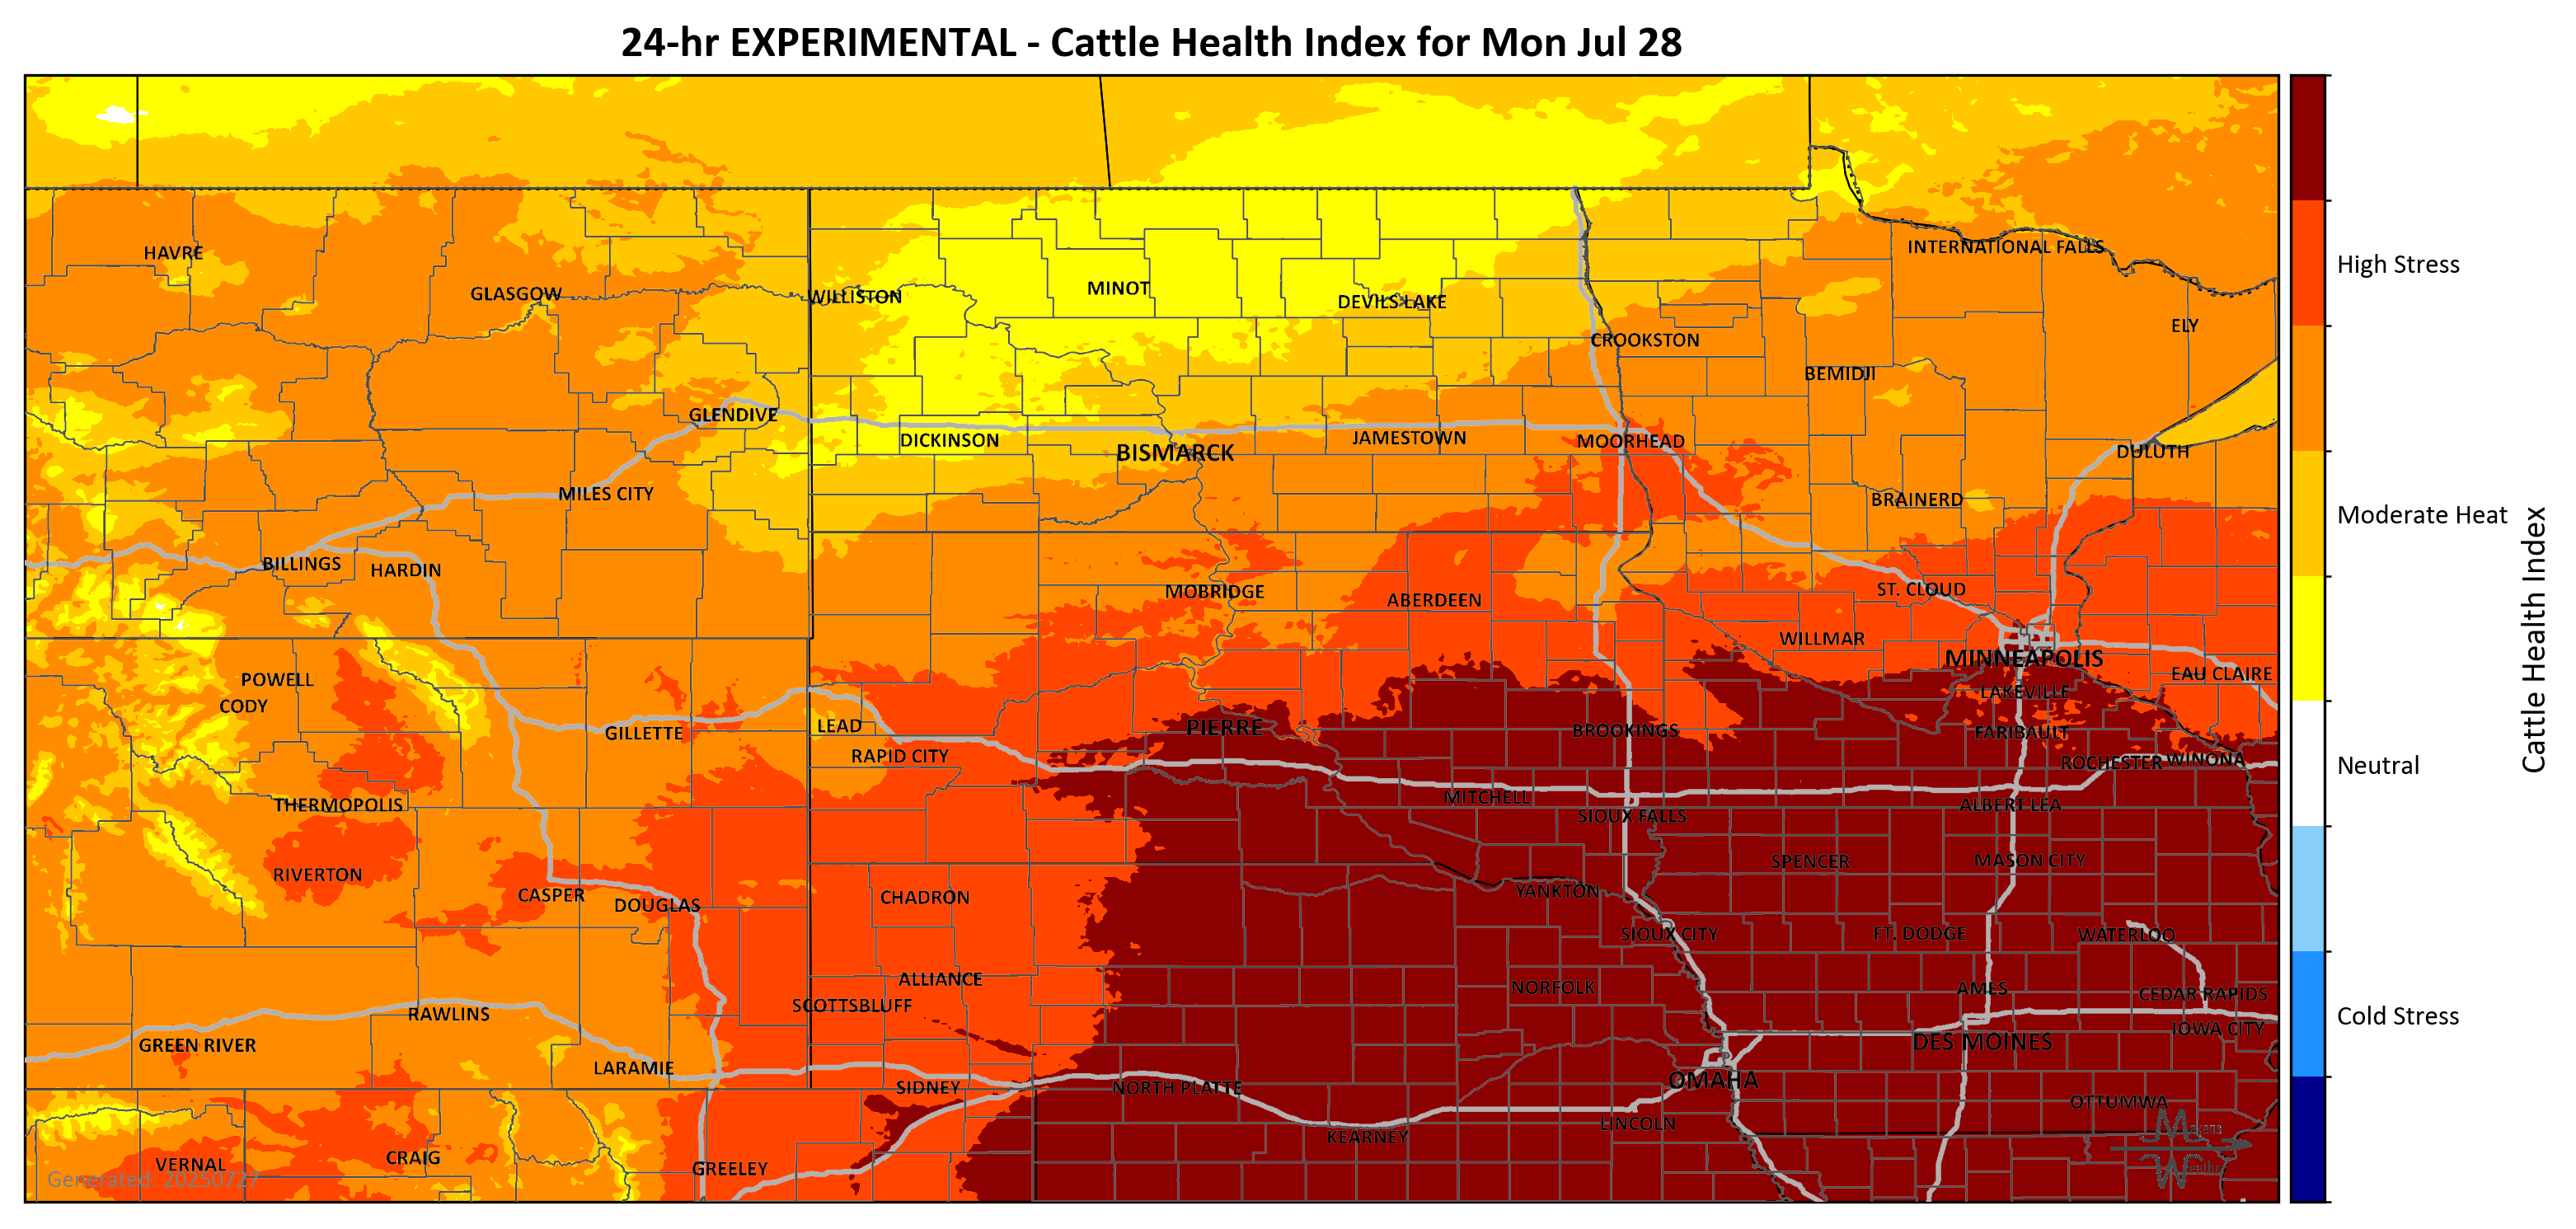 24-hr EXPERIMENTAL - Cattle Health Index for Mon Jul 28
HAVRE
INTERNATIONAL FALLS
GLASGOW
WILLISTON
MINOT
DEVILS LAKE
CROOKSTON
ELY
BEMIDJI
GLENDIVE
DICKINSON
BISMARCK
JAMESTOWN
MOORHEAD
DULUTH
MILES CITY
BRAINERD
BILLINGS
HARDIN
MOBRIDGE
ABERDEEN
ST. CLOUD
WILLMAR
MINNEAPOLIS
EAU CLAIRE
POWELL
CODY
LAKEVILLE
GILLETTE
LEAD
PIERRE
BROOKINGS
FARIBAULT
RAPID CITY
ROCHESTER
WINONA
THERMOPOLIS
MITCHELL
SIOUX FALLS
ALBERT LEA
RIVERTON
SPENCER
MASON CITY
CASPER
DOUGLAS
CHADRON
YANKTON
SIOUX CITY
FT. DODGE
WATERLOO
ALLIANCE
SCOTTSBLUFF
NORFOLK
AMES
CEDAR RAPIDS
RAWLINS
IOWA CITY
GREEN RIVER
DES MOINES
LARAMIE
SIDNEY
NORTH PLATTE
OMAHA
OTTUMWA
LINCOLN
KEARNEY
VERNAL
CRAIG
GREELEY
Generated: 20250727
High Stress
Moderate Heat
Neutral
Cold Stress
Cattle Health Index